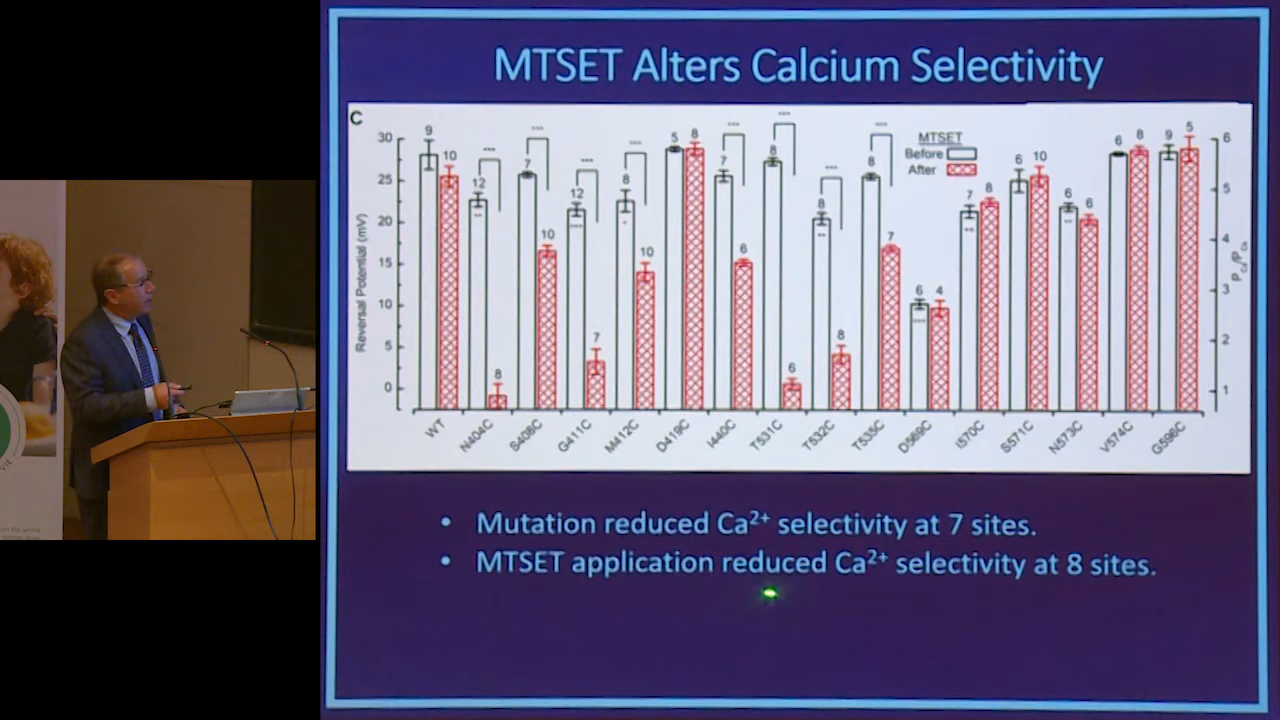 MTSET Alters Calcium Selectivity
C
MTSET
Before
After
Reversal Potential (mV)
30
25
20
15
10
5
0
6
5
4
3
2
1
9 10 12 8 7 10 12 7 8 10 5 8 7 6 8 6 8 8 8 7 6 4 7 8 6 10 6 6 6 8 9 5
*** *** *** *** *** *** *** ***
WT N404C S408C G411C M412C D419C I440C T531C T532C T535C D569C I570C S571C N573C V574C G596C
• Mutation reduced Ca²⁺ selectivity at 7 sites.
• MTSET application reduced Ca²⁺ selectivity at 8 sites.